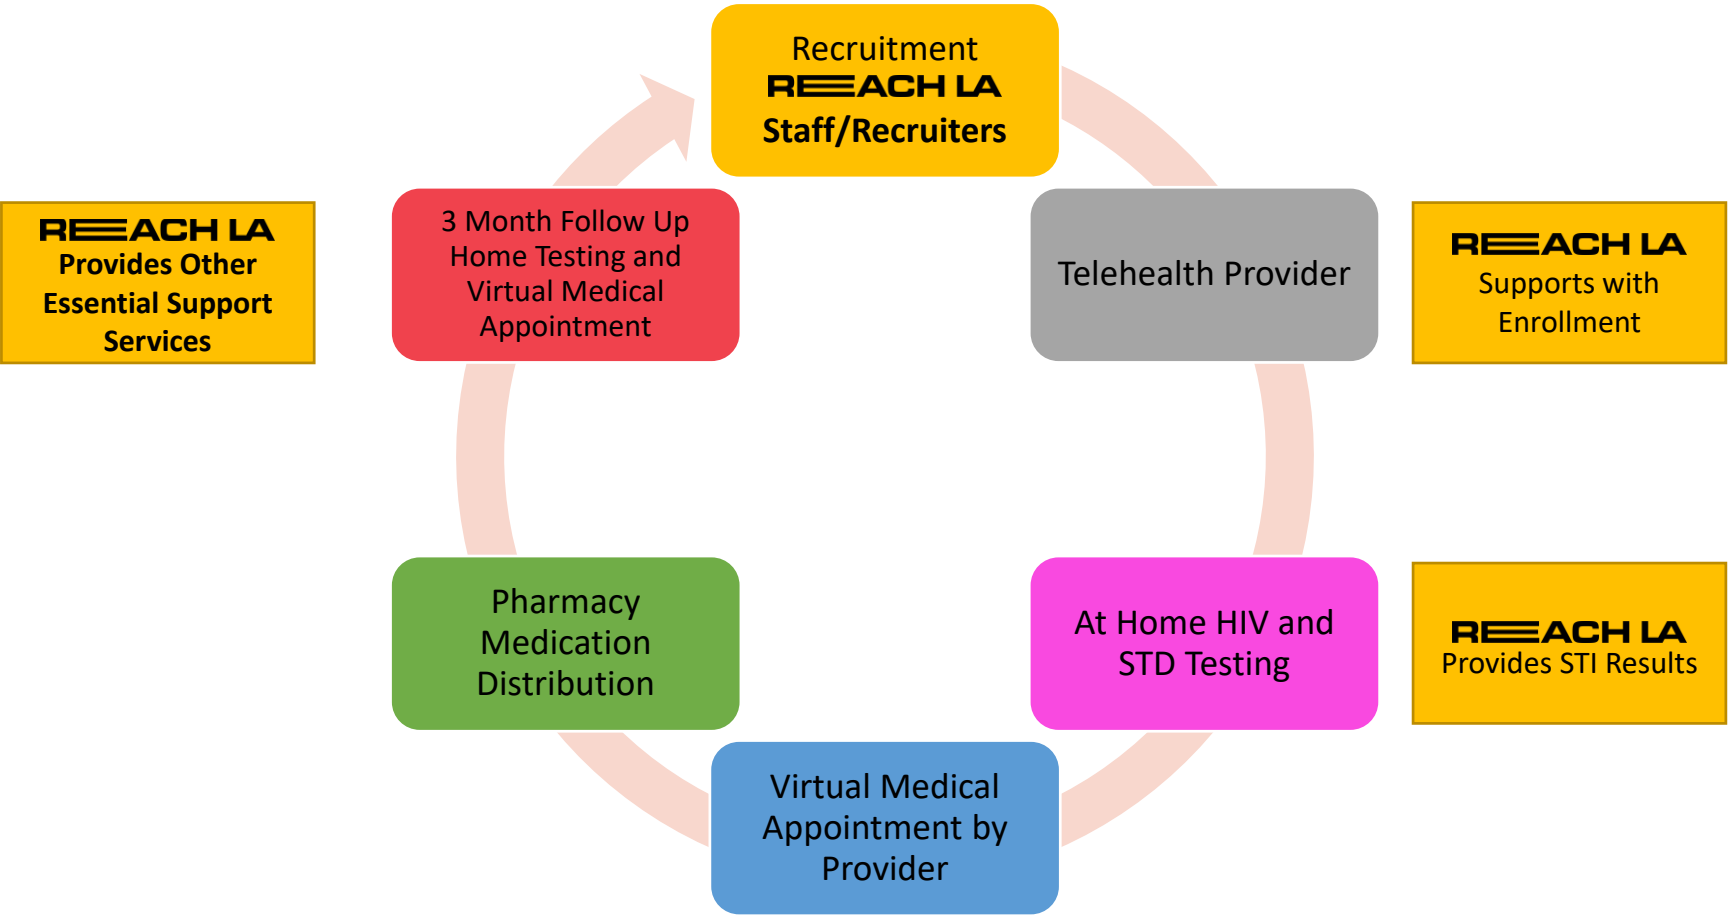 Recruitment
REACH LA
Staff/Recruiters
Telehealth Provider
REACH LA
Supports with
Enrollment
At Home HIV and
STD Testing
REACH LA
Provides STI Results
Virtual Medical
Appointment by
Provider
Pharmacy
Medication
Distribution
3 Month Follow Up
Home Testing and
Virtual Medical
Appointment
REACH LA
Provides Other
Essential Support
Services